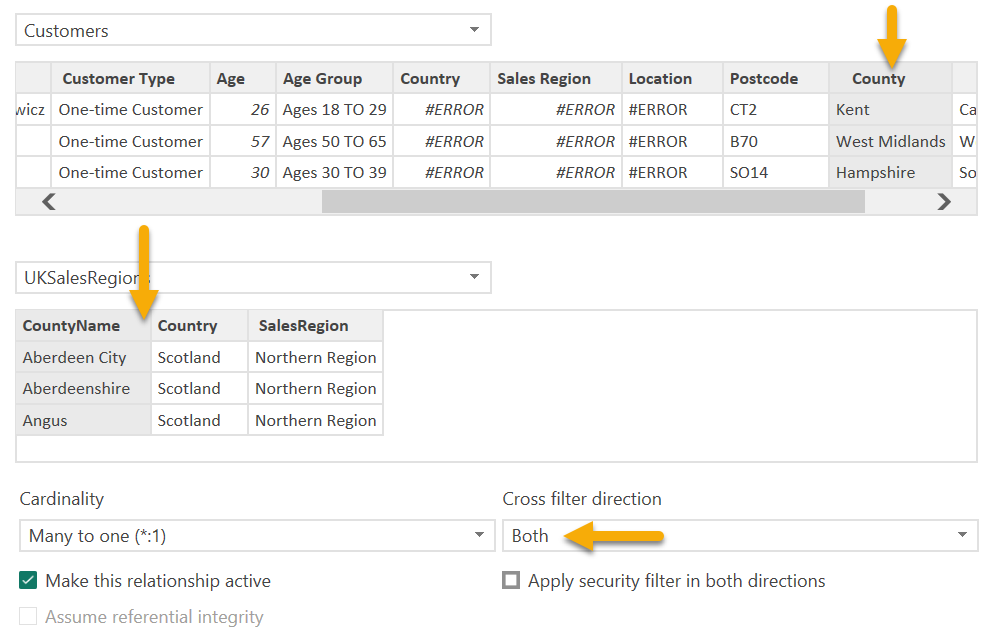 Customers
Customer Type Age Age Group Country Sales Region Location Postcode County
wicz One-time Customer 26 Ages 18 TO 29 #ERROR #ERROR #ERROR CT2 Kent Ca
One-time Customer 57 Ages 50 TO 65 #ERROR #ERROR #ERROR B70 West Midlands W
One-time Customer 30 Ages 30 TO 39 #ERROR #ERROR #ERROR SO14 Hampshire So
UKSalesRegions
CountyName Country SalesRegion
Aberdeen City Scotland Northern Region
Aberdeenshire Scotland Northern Region
Angus Scotland Northern Region
Cardinality Cross filter direction
Many to one (*:1) Both
Make this relationship active Apply security filter in both directions
Assume referential integrity